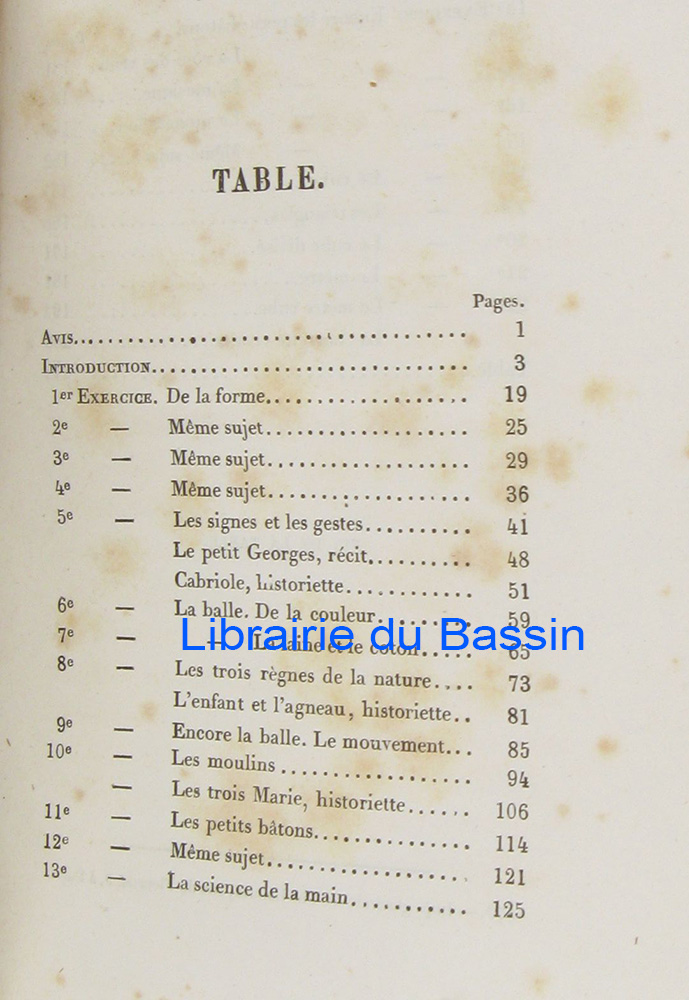 TABLE.
Pages.
Avis........................................ 1
Introduction................................ 3
1er Exercice. De la forme................... 19
2e — Même sujet.................... 25
3e — Même sujet.................... 29
4e — Même sujet.................... 36
5e — Les signes et les gestes.......... 41
Le petit Georges, récit.......... 48
Cabriole, historiette............. 51
6e — La balle. De la couleur......... 59
7e — — La laine et le coton..... 65
Librairie du Bassin
8e — Les trois règnes de la nature.... 73
L'enfant et l'agneau, historiette.. 81
9e — Encore la balle. Le mouvement... 85
10e — Les moulins .................. 94
— Les trois Marie, historiette...... 106
11e — Les petits bâtons............... 114
12e — Même sujet.................... 121
13e — La science de la main........... 125